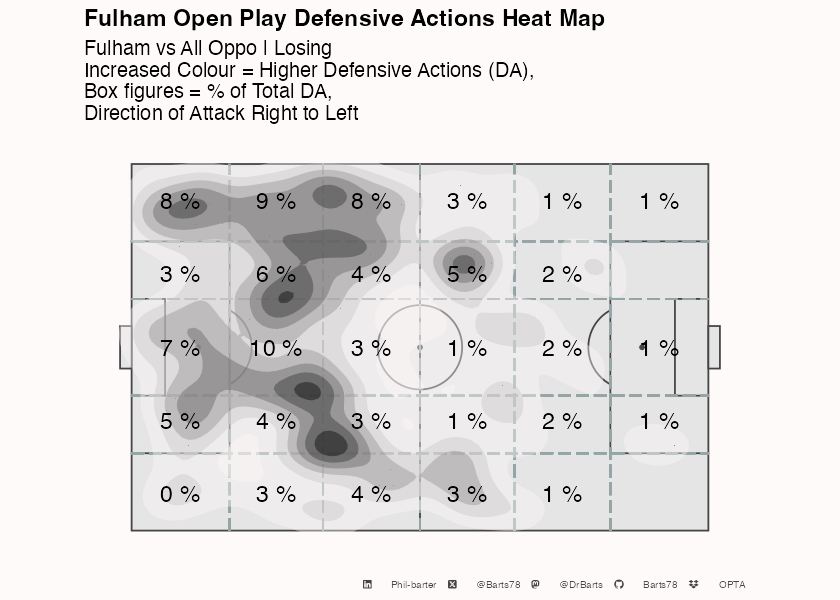 Fulham Open Play Defensive Actions Heat Map
Fulham vs All Oppo | Losing
Increased Colour = Higher Defensive Actions (DA),
Box figures = % of Total DA,
Direction of Attack Right to Left
8 % 9 % 8 % 3 % 1 % 1 %
3 % 6 % 4 % 5 % 2 %
7 % 10 % 3 % 1 % 2 % 1 %
5 % 4 % 3 % 1 % 2 % 1 %
0 % 3 % 4 % 3 % 1 %
Phil-barter @Barts78 @DrBarts Barts78 OPTA